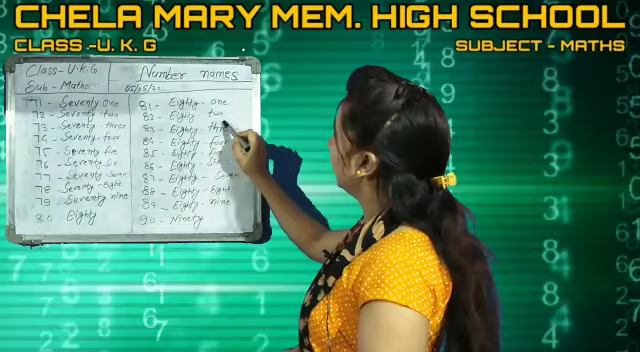 CHELA MARY MEM. HIGH SCHOOL
CLASS -U. K. G
SUBJECT - MATHS
Class-U.K.G
Sub - Maths
Number names
05/05/21
71 - Seventy one
72 - Seventy two
73 - Seventy-three
74 - Seventy-four
75 - Seventy five
76 - Seventy Six
77 - Seventy-Seven
78 - Seventy-eight
79 - Seventy nine
80 - Eighty
81 - Eighty-one
82 - Eighty two
83 - Eighty three
84 - Eighty-four
85 - Eighty
86 - Eighty - Six
87 - Eighty - Seven
88 - Eighty - Eight
89 - Eighty - nine
90 - Ninety